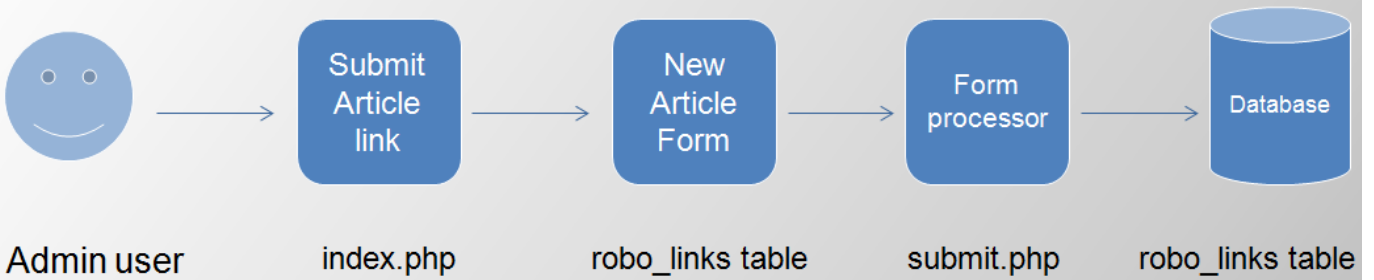 Submit
Article
link
New
Article
Form
Form
processor
Database
Admin user
index.php
robo_links table
submit.php
robo_links table